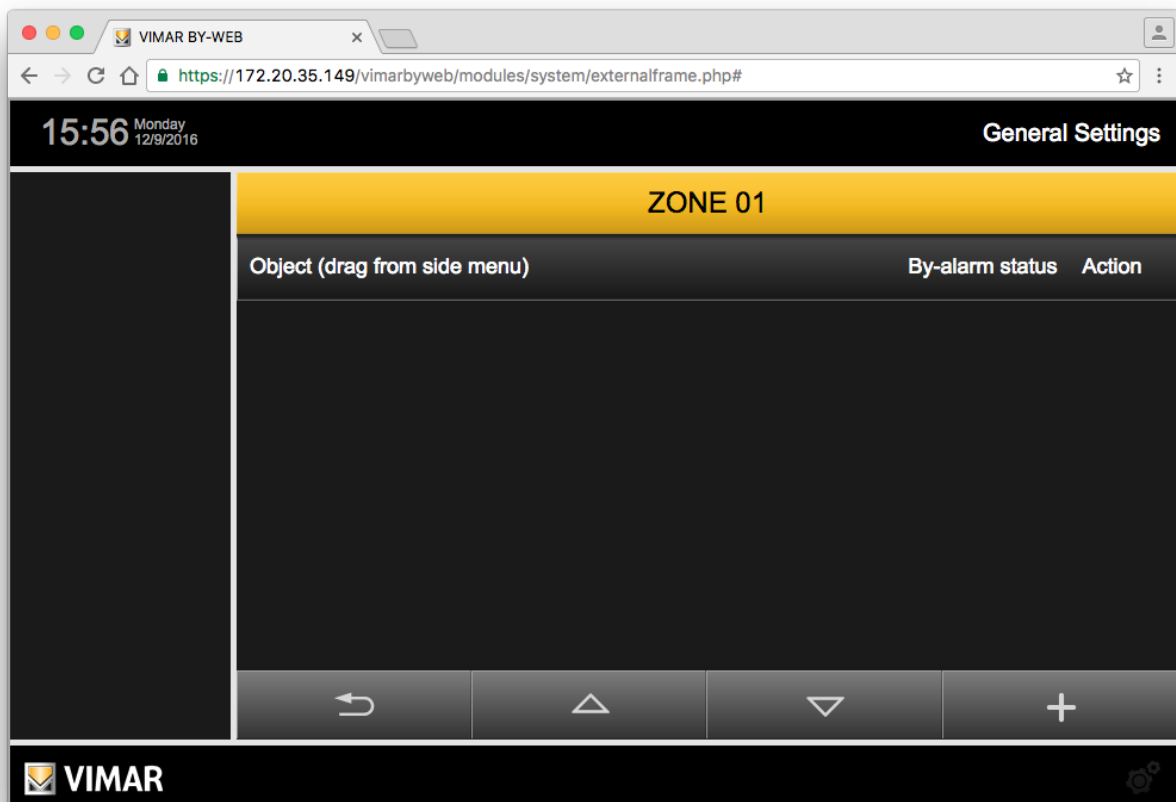 VIMAR BY-WEB
https://172.20.35.149/vimarbyweb/modules/system/externalframe.php#
15:56 Monday
12/9/2016
General Settings
ZONE 01
Object (drag from side menu) By-alarm status Action
VIMAR